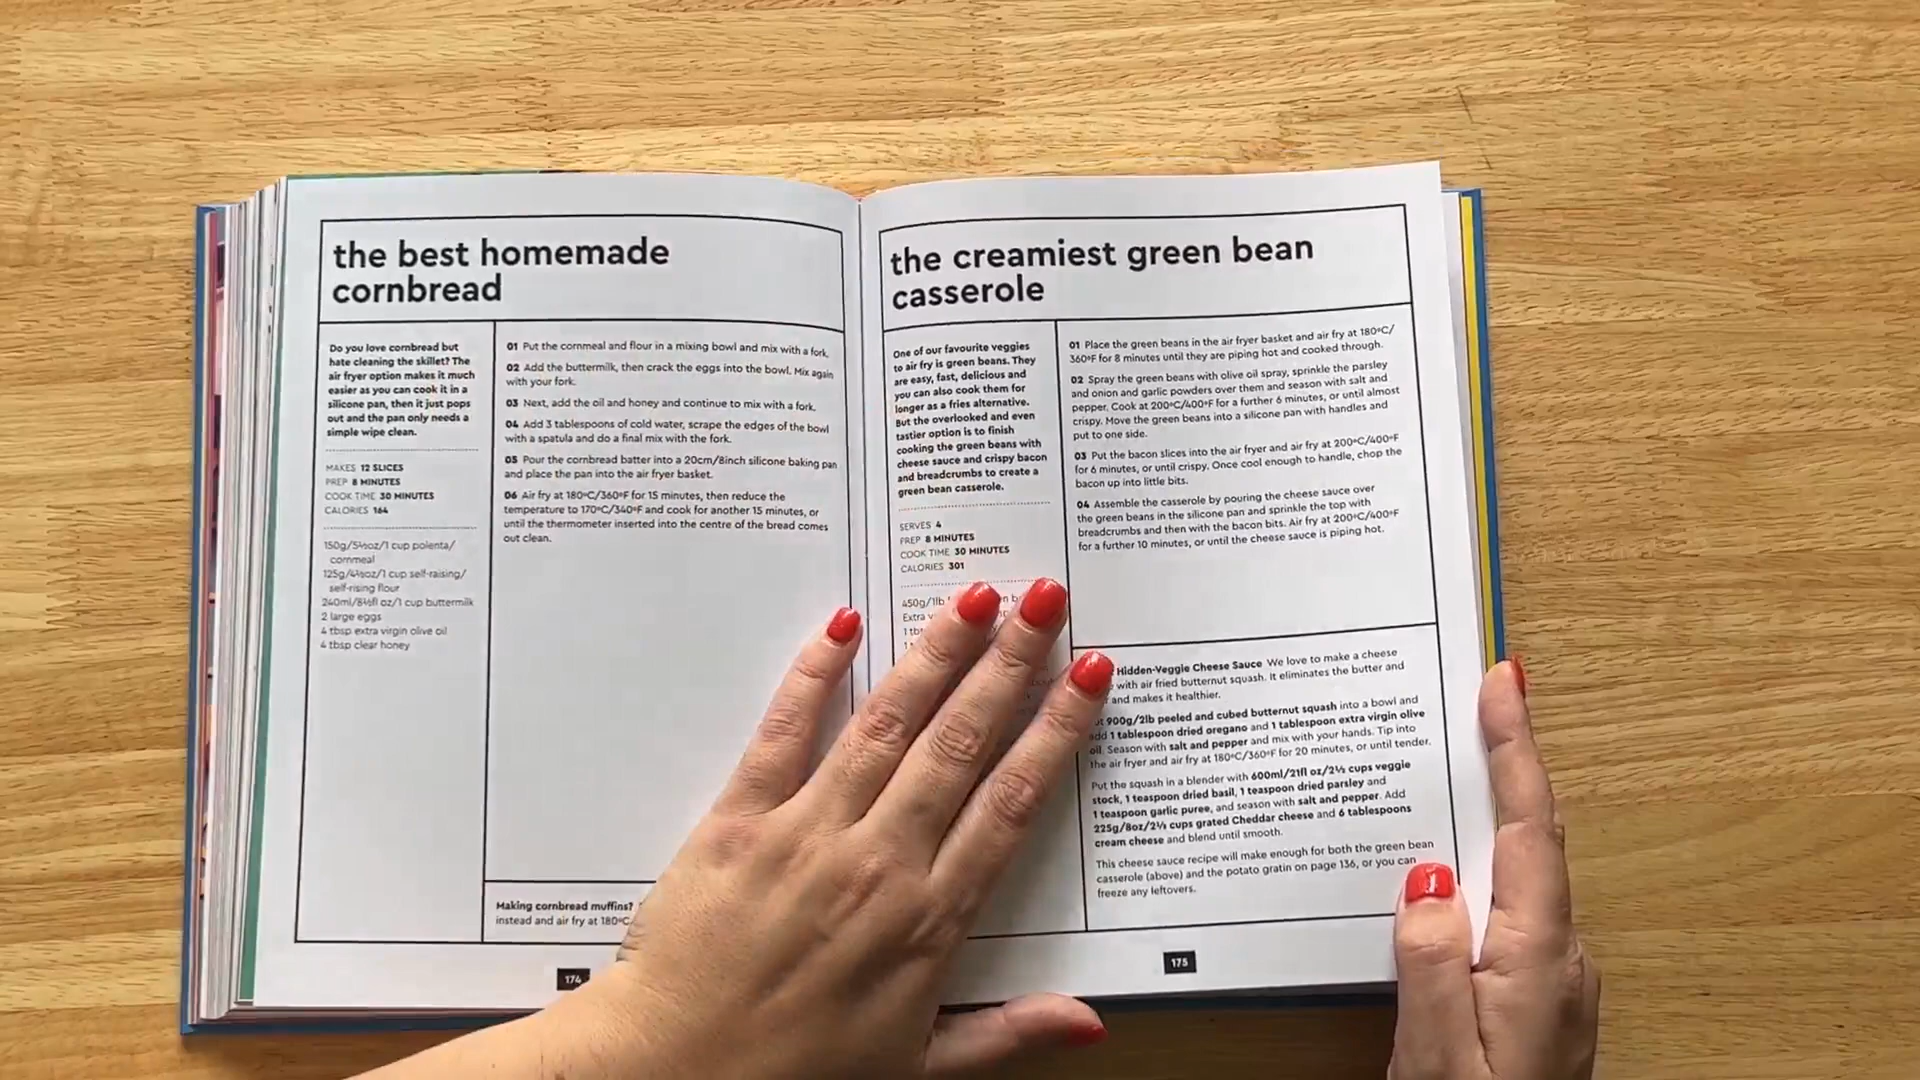 the best homemade
cornbread
Do you love cornbread but
hate cleaning the skillet? The
air fryer option makes it much
easier as you can cook it in a
silicone pan, then it just pops
out and the pan only needs a
simple wipe clean.
MAKES 12 SLICES
PREP 8 MINUTES
COOK TIME 30 MINUTES
CALORIES 164
150g/5½oz/1 cup polenta/
cornmeal
125g/4½oz/1 cup self-raising/
self-rising flour
240ml/8½fl oz/1 cup buttermilk
2 large eggs
4 tbsp extra virgin olive oil
4 tbsp clear honey
01 Put the cornmeal and flour in a mixing bowl and mix with a fork.
02 Add the buttermilk, then crack the eggs into the bowl. Mix again
with your fork.
03 Next, add the oil and honey and continue to mix with a fork.
04 Add 3 tablespoons of cold water, scrape the edges of the bowl
with a spatula and do a final mix with the fork.
05 Pour the cornbread batter into a 20cm/8inch silicone baking pan
and place the pan into the air fryer basket.
06 Air fry at 180ºC/360ºF for 15 minutes, then reduce the
temperature to 170ºC/340ºF and cook for another 15 minutes, or
until the thermometer inserted into the centre of the bread comes
out clean.
Making cornbread muffins?
instead and air fry at 180ºC
174
the creamiest green bean
casserole
One of our favourite veggies
to air fry is green beans. They
are easy, fast, delicious and
you can also cook them for
longer as a fries alternative.
But the overlooked and even
tastier option is to finish
cooking the green beans with
cheese sauce and crispy bacon
and breadcrumbs to create a
green bean casserole.
SERVES 4
PREP 8 MINUTES
COOK TIME 30 MINUTES
CALORIES 301
450g/1lb
Extra
1
01 Place the green beans in the air fryer basket and air fry at 180ºC/
360ºF for 8 minutes until they are piping hot and cooked through.
02 Spray the green beans with olive oil spray, sprinkle the parsley
and onion and garlic powders over them and season with salt and
pepper. Cook at 200ºC/400ºF for a further 6 minutes, or until almost
crispy. Move the green beans into a silicone pan with handles and
put to one side.
03 Put the bacon slices into the air fryer and air fry at 200ºC/400ºF
for 6 minutes, or until crispy. Once cool enough to handle, chop the
bacon up into little bits.
04 Assemble the casserole by pouring the cheese sauce over
the green beans in the silicone pan and sprinkle the top with
breadcrumbs and then with the bacon bits. Air fry at 200ºC/400ºF
for a further 10 minutes, or until the cheese sauce is piping hot.
Hidden-Veggie Cheese Sauce We love to make a cheese
with air fried butternut squash. It eliminates the butter and
and makes it healthier.
900g/2lb peeled and cubed butternut squash into a bowl and
add 1 tablespoon dried oregano and 1 tablespoon extra virgin olive
oil. Season with salt and pepper and mix with your hands. Tip into
the air fryer and air fry at 180ºC/360ºF for 20 minutes, or until tender.
Put the squash in a blender with 600ml/21fl oz/2½ cups veggie
stock, 1 teaspoon dried basil, 1 teaspoon dried parsley and
1 teaspoon garlic puree, and season with salt and pepper. Add
225g/8oz/2¼ cups grated Cheddar cheese and 6 tablespoons
cream cheese and blend until smooth.
This cheese sauce recipe will make enough for both the green bean
casserole (above) and the potato gratin on page 136, or you can
freeze any leftovers.
175